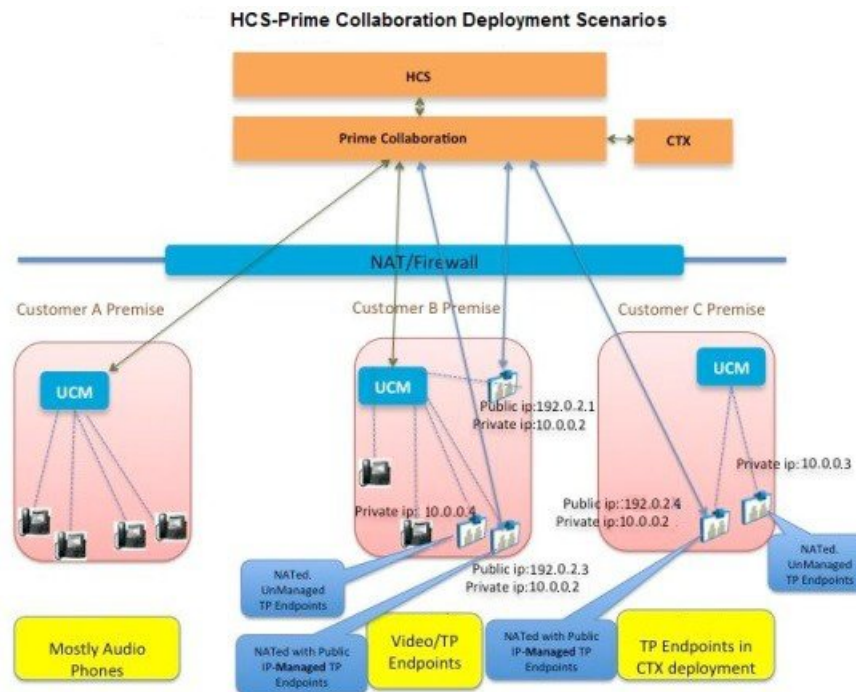 HCS-Prime Collaboration Deployment Scenarios
HCS
Prime Collaboration
CTX
NAT/Firewall
Customer A Premise
Customer B Premise
Customer C Premise
UCM
UCM
UCM
Public ip:192.0.2.1
Private ip:10.0.0.2
Private ip:10.0.0.3
Private ip: 10.0.0.4
Public ip: :192.0.2.4
Private ip:10.0.0.2
Public ip:192.0.2.3
Private ip:10.0.0.2
NATed.
UnManaged
TP Endpoints
NATed.
UnManaged
TP Endpoints
NATed with Public
IP-Managed TP
Endpoints
NATed with Public
IP-Managed TP
Endpoints
Mostly Audio
Phones
Video/TP
Endpoints
TP Endpoints in
CTX deployment